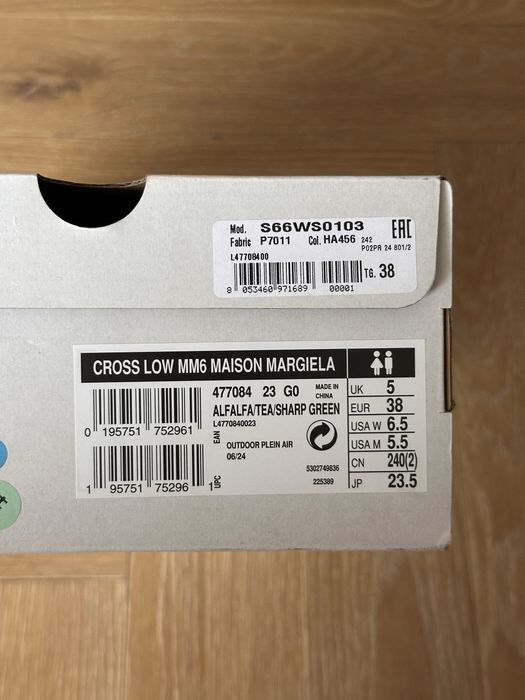 Mod. S66WS0103 EAC
Fabric P7011 Col. HA456 242
P02PR 24 801/2
L47708400
TG. 38
8 053460 971689 00001
CROSS LOW MM6 MAISON MARGIELA
477084 23 G0 MADE IN CHINA
ALFALFA/TEA/SHARP GREEN
L4770840023
0 195751 752961 EAN
OUTDOOR PLEIN AIR
06/24
5302749836
1 95751 75296 1 UPC
225389
UK 5
EUR 38
USA W 6.5
USA M 5.5
CN 240(2)
JP 23.5